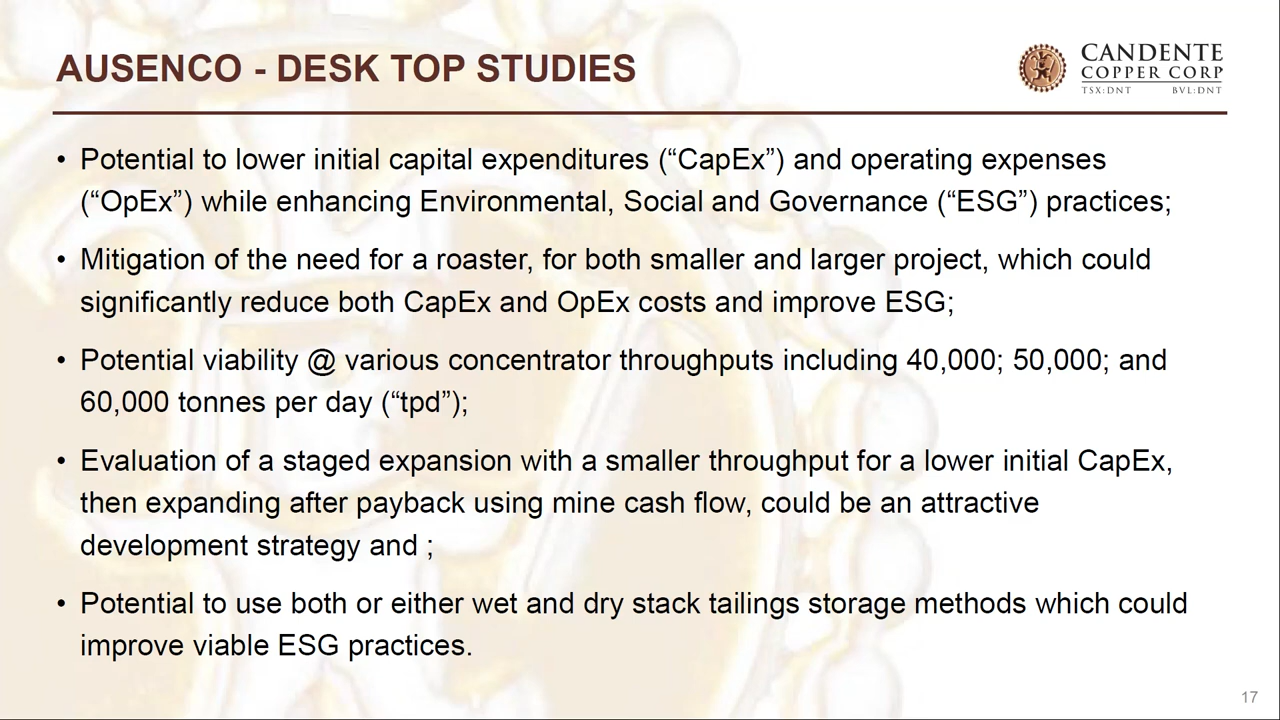 AUSENCO - DESK TOP STUDIES
CANDENTE
COPPER CORP
TSX:DNT BVL:DNT
• Potential to lower initial capital expenditures (“CapEx”) and operating expenses
(“OpEx”) while enhancing Environmental, Social and Governance (“ESG”) practices;
• Mitigation of the need for a roaster, for both smaller and larger project, which could
significantly reduce both CapEx and OpEx costs and improve ESG;
• Potential viability @ various concentrator throughputs including 40,000; 50,000; and
60,000 tonnes per day (“tpd”);
• Evaluation of a staged expansion with a smaller throughput for a lower initial CapEx,
then expanding after payback using mine cash flow, could be an attractive
development strategy and ;
• Potential to use both or either wet and dry stack tailings storage methods which could
improve viable ESG practices.
17